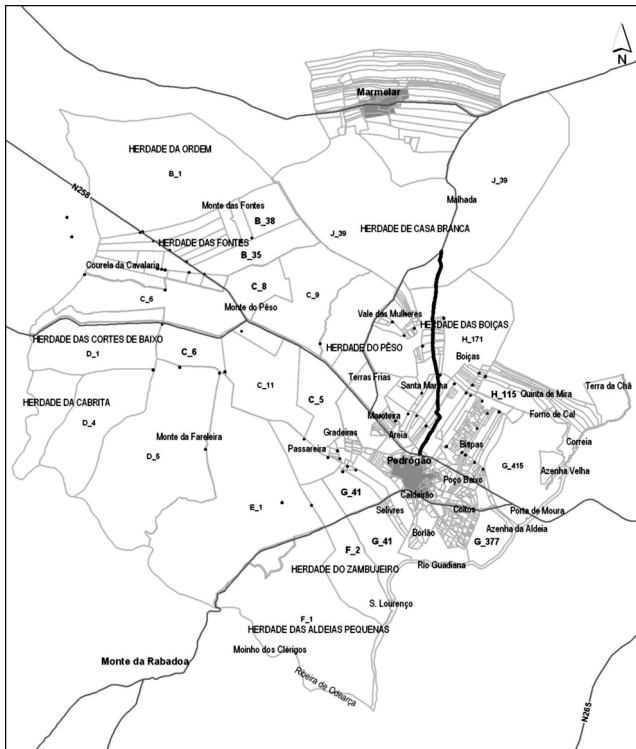 N
Marmelar
HERDADE DA ORDEM
B_1
J_39
N258
Monte das Fontes
Malhada
B_38
J_39
HERDADE DE CASA BRANCA
HERDADE DAS FONTES
B_35
Courela da Cavalaria
C_8
C_6
C_9
Monte do Pêso
Vale das Mulheres
HERDADE DAS BOIÇAS
HERDADE DAS CORTES DE BAIXO
H_171
HERDADE DO PÊSO
D_1
C_6
Boiças
Terras Frias
C_11
Santa Marinha
H_115
Quinta de Mira
Terra da Chã
C_5
HERDADE DA CABRITA
Forno de Cal
D_4
Gradeiras
Areia
Monte da Fareleira
Bispas
Correia
Passareira
D_5
Pedrógão
G_415
Azenha Velha
Poço Baixo
G_41
Caldeirão
E_1
Selivres
Coitos
Porta de Moura
Azenha da Aldeia
Borlão
G_41
G_377
F_2
Rio Guadiana
HERDADE DO ZAMBUJEIRO
S. Lourenço
F_1
HERDADE DAS ALDEIAS PEQUENAS
Moinho dos Clérigos
Monte da Rabadoa
Ribeira de Odearça
N265